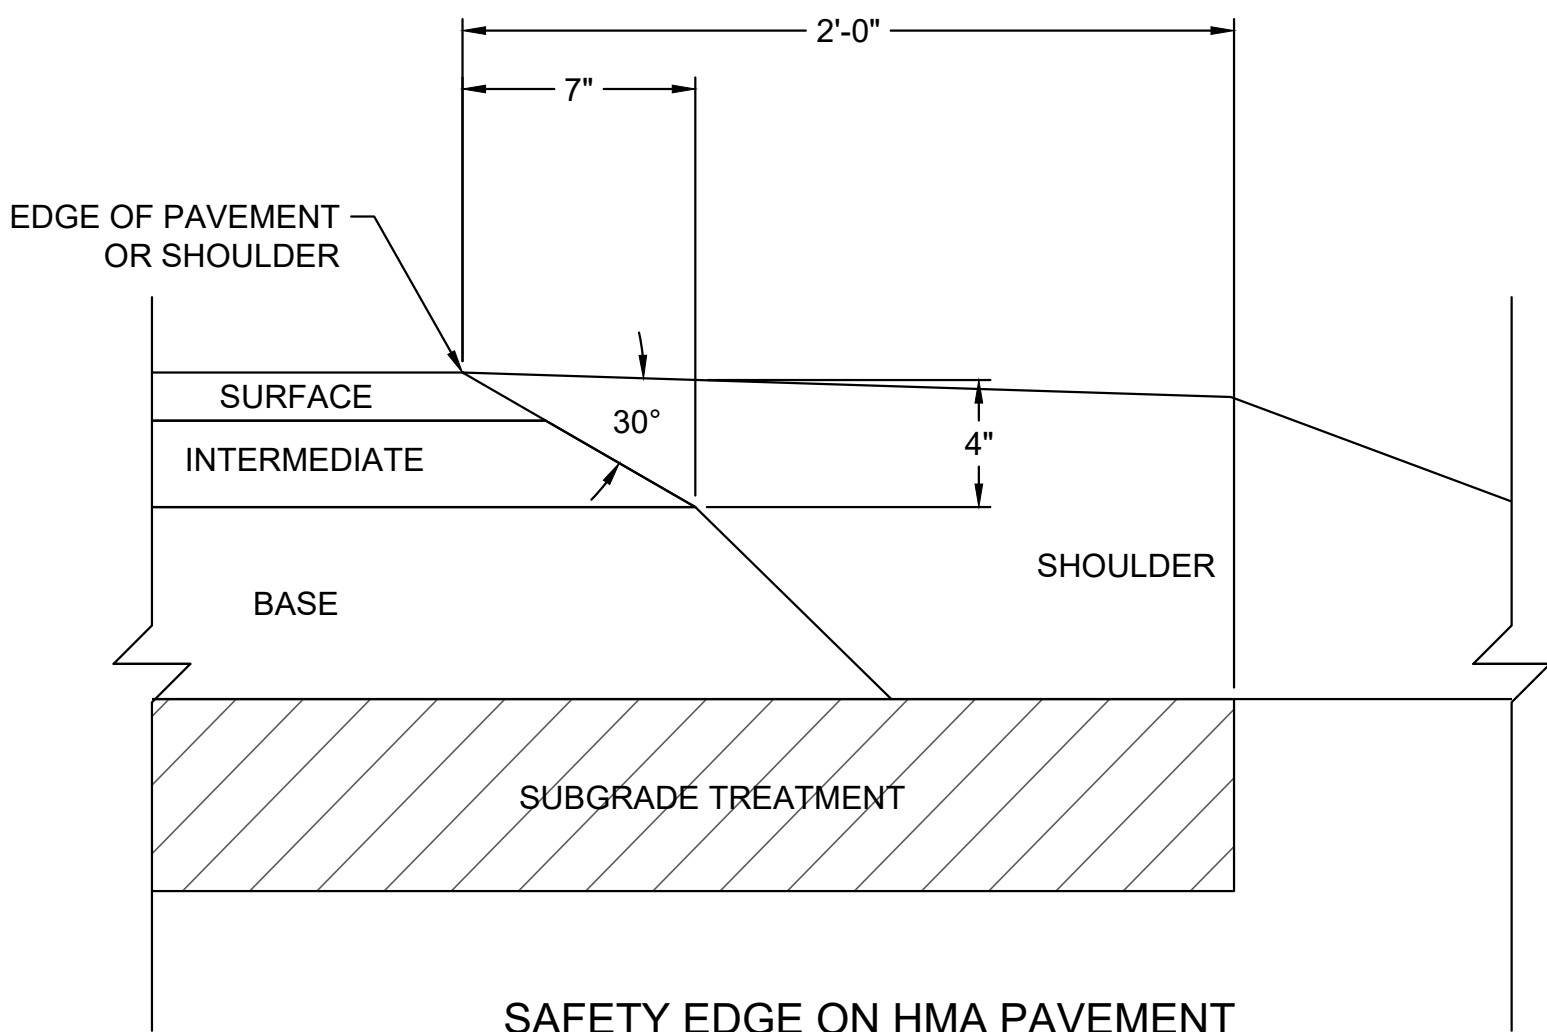 2'-0"
7"
EDGE OF PAVEMENT
OR SHOULDER
SURFACE
30°
4"
INTERMEDIATE
SHOULDER
BASE
SUBGRADE TREATMENT
SAFETY EDGE ON HMA PAVEMENT